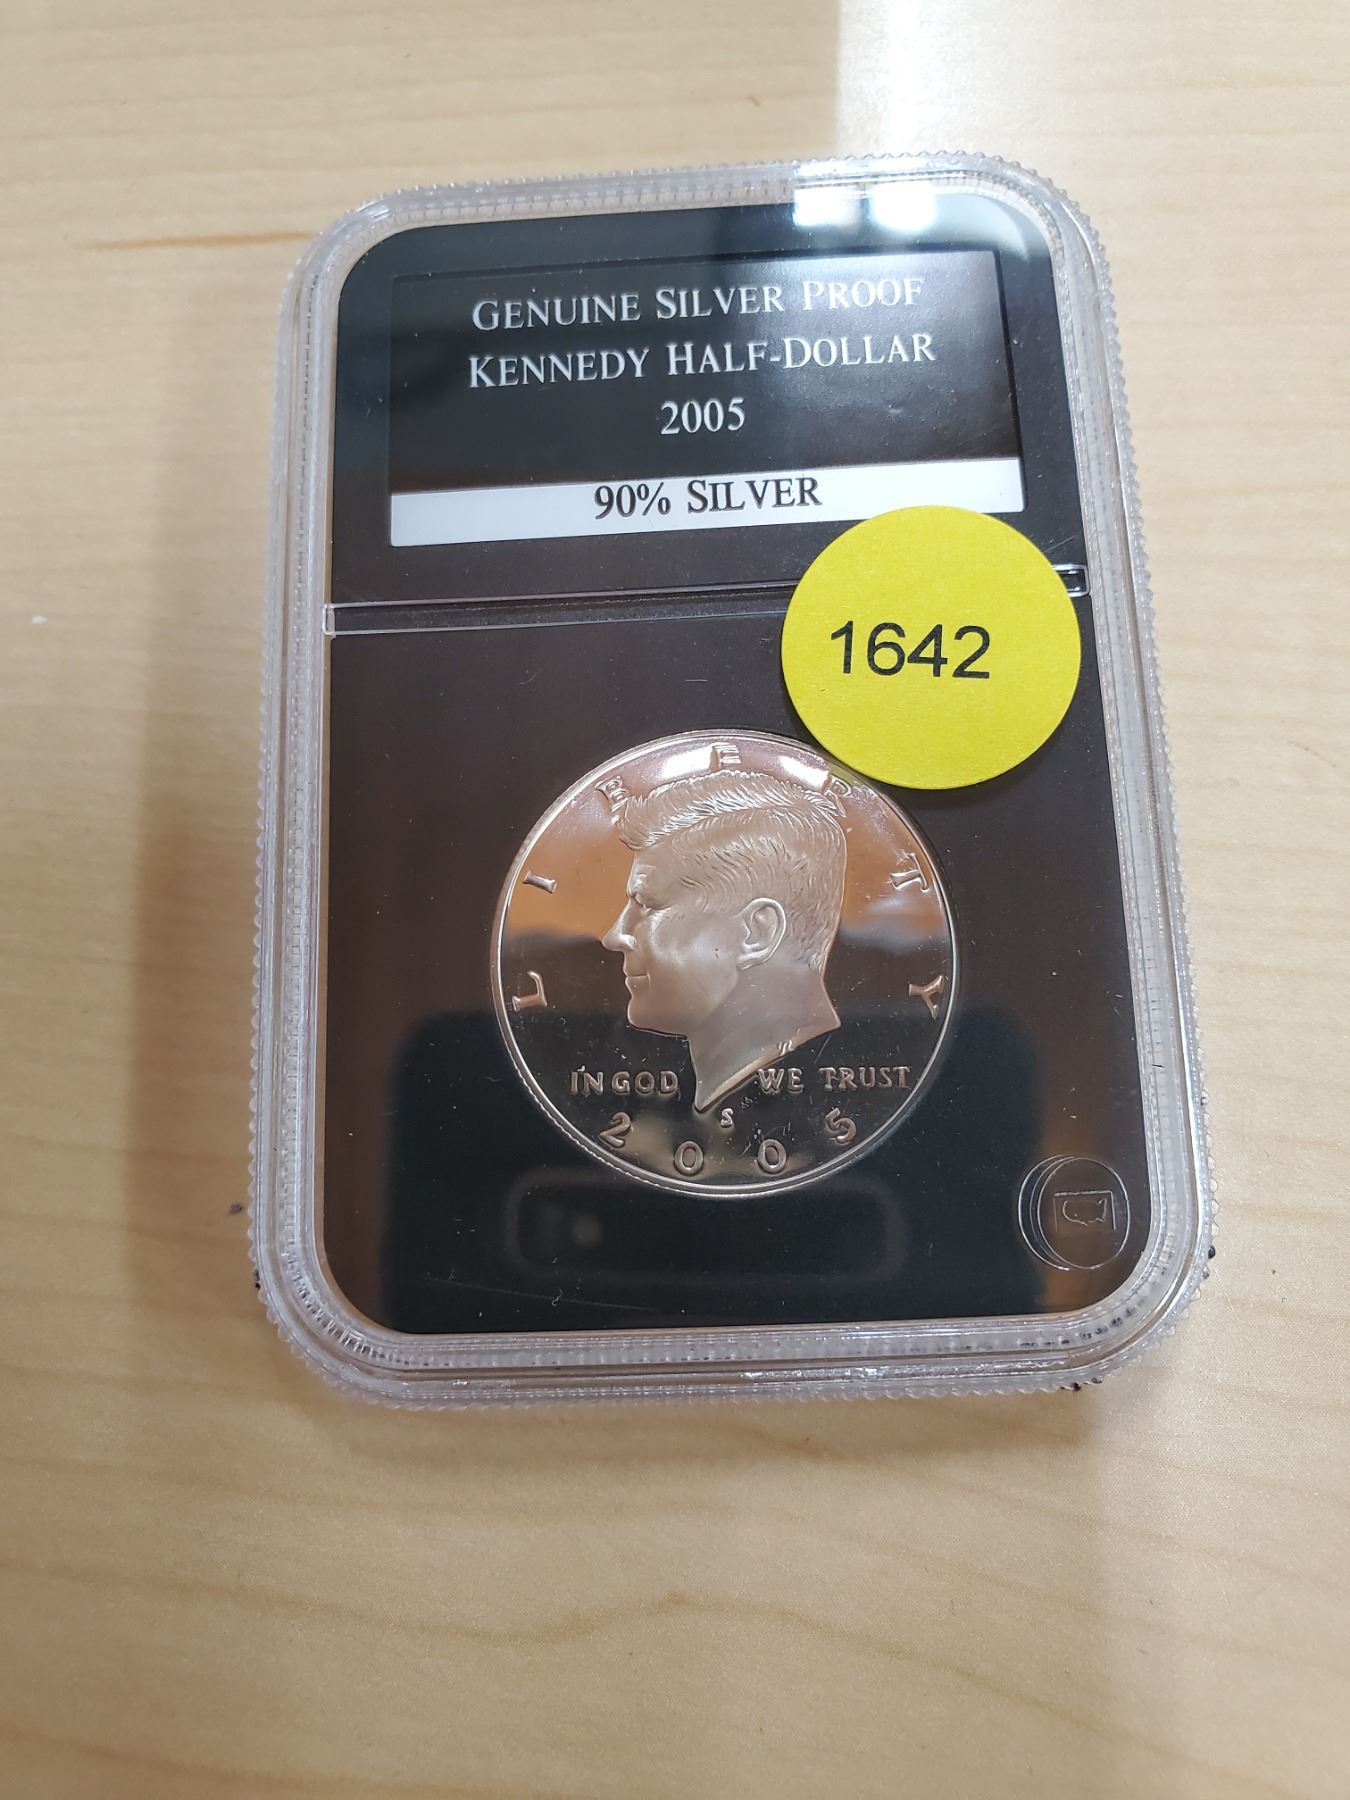 GENUINE SILVER PROOF
KENNEDY HALF-DOLLAR
2005
90% SILVER
1642
LIBERTY
IN GOD WE TRUST
S
2005